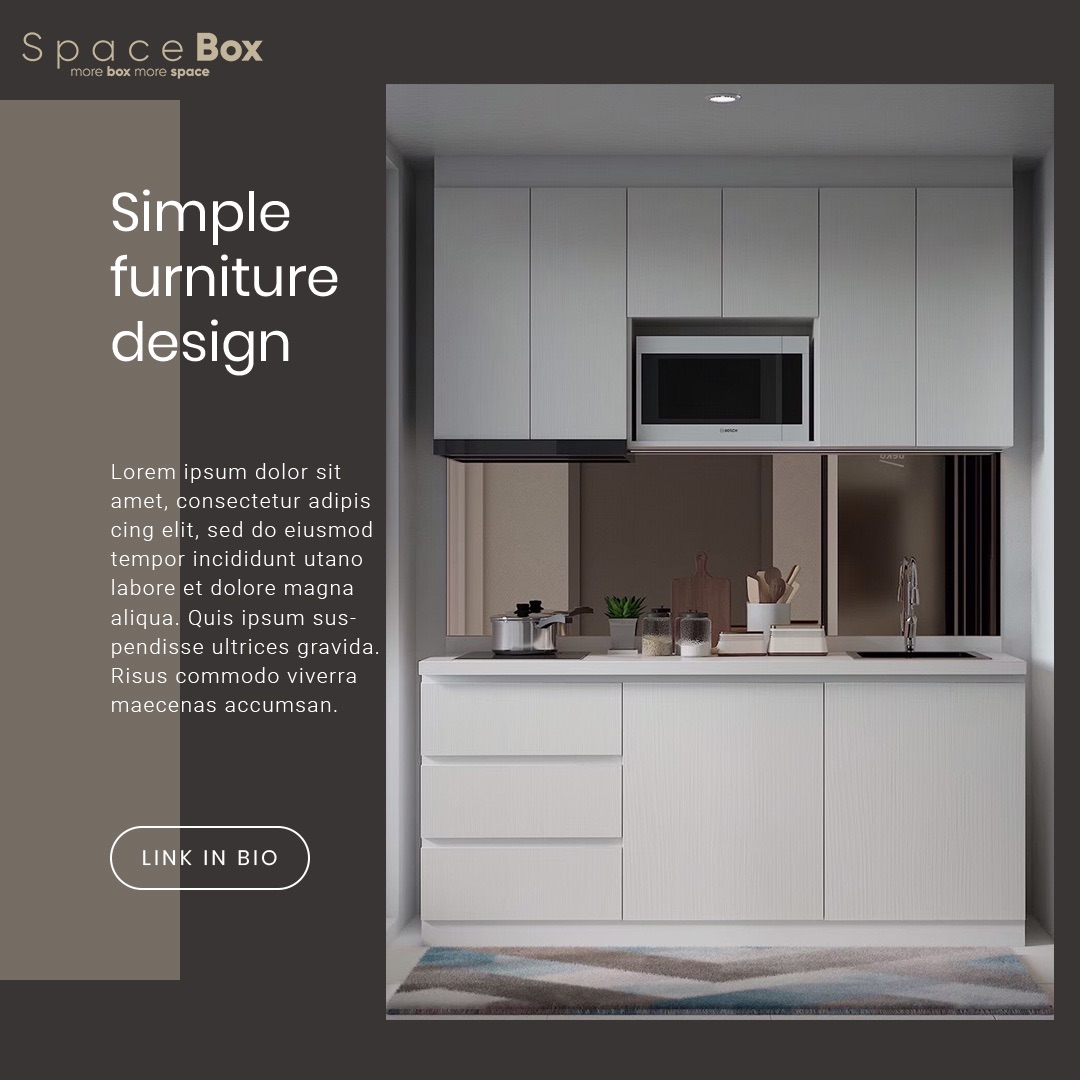 Space Box
more box more space
Simple
furniture
design
Lorem ipsum dolor sit
amet, consectetur adipis
cing elit, sed do eiusmod
tempor incididunt utano
labore et dolore magna
aliqua. Quis ipsum sus-
pendisse ultrices gravida.
Risus commodo viverra
maecenas accumsan.
LINK IN BIO
BOSCH